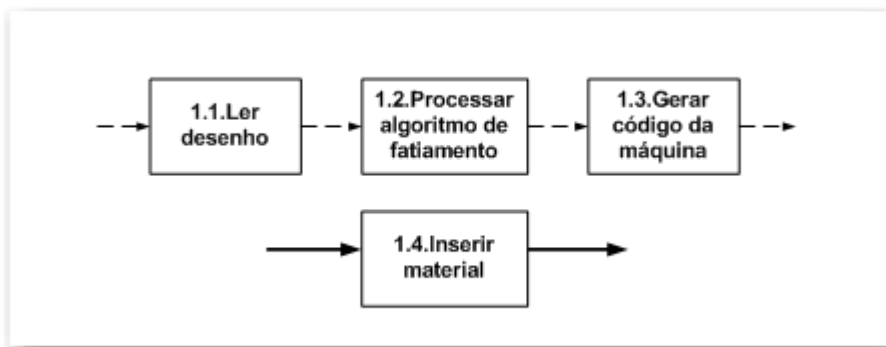 1.1.Ler
desenho
1.2.Processar
algoritmo de
fatiamento
1.3.Gerar
código da
máquina
1.4.Inserir
material